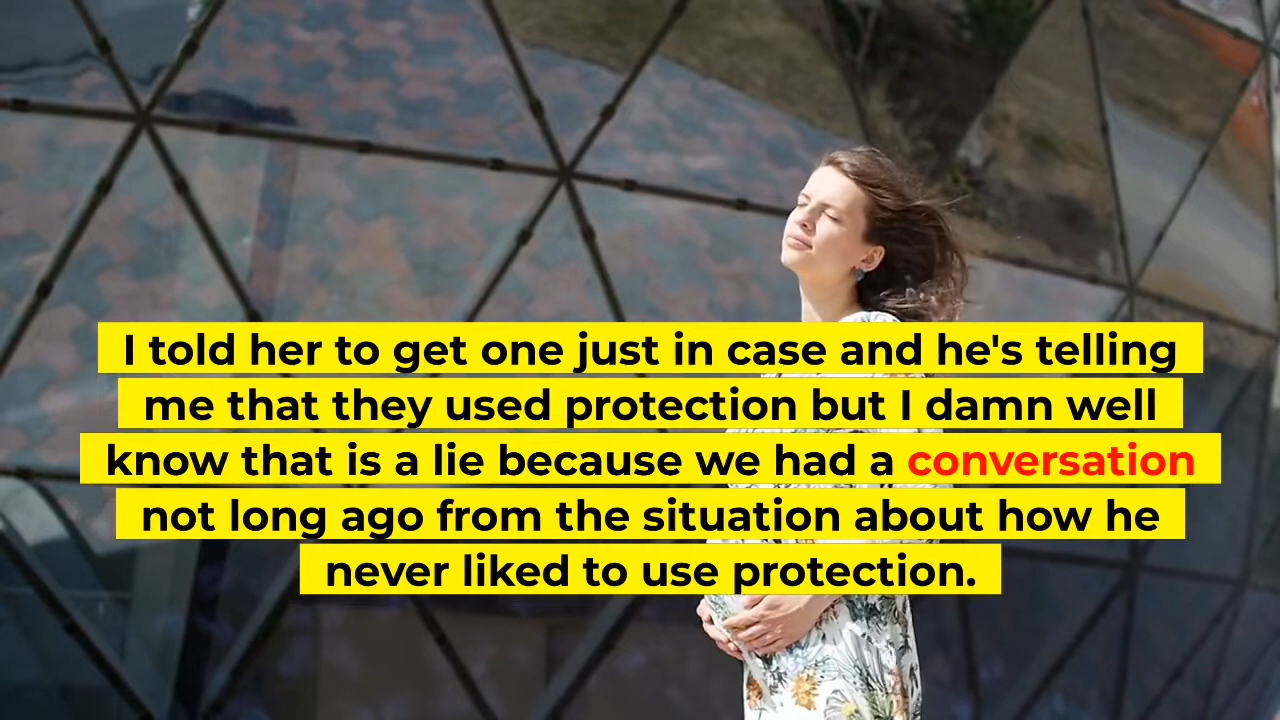 I told her to get one just in case and he's telling
me that they used protection but I damn well
know that is a lie because we had a conversation
not long ago from the situation about how he
never liked to use protection.